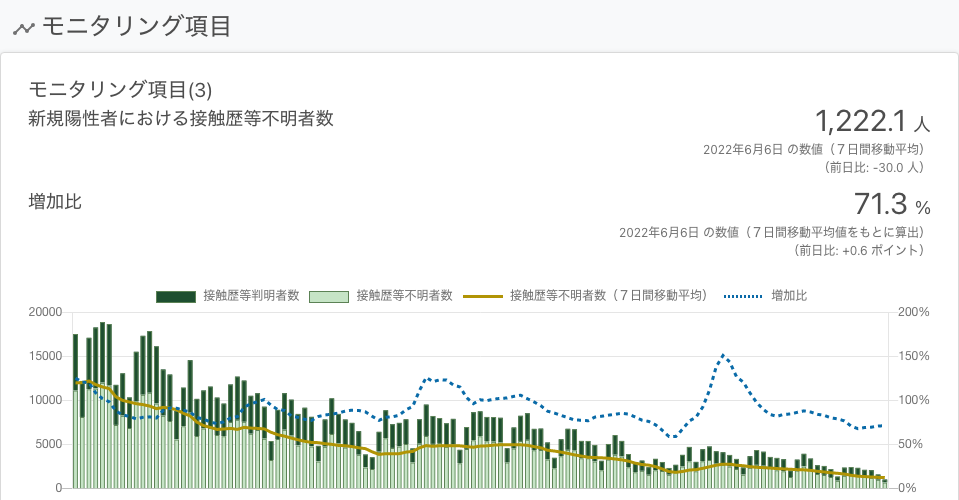 モニタリング項目
モニタリング項目(3)
新規陽性者における接触歴等不明者数
1,222.1 人
2022年6月6日 の数値（７日間移動平均）
（前日比: -30.0 人）
増加比
71.3 %
2022年6月6日 の数値（７日間移動平均値をもとに算出）
（前日比: +0.6 ポイント）
接触歴等判明者数 接触歴等不明者数 接触歴等不明者数（７日間移動平均） 増加比
20000 200%
15000 150%
10000 100%
5000 50%
0 0%